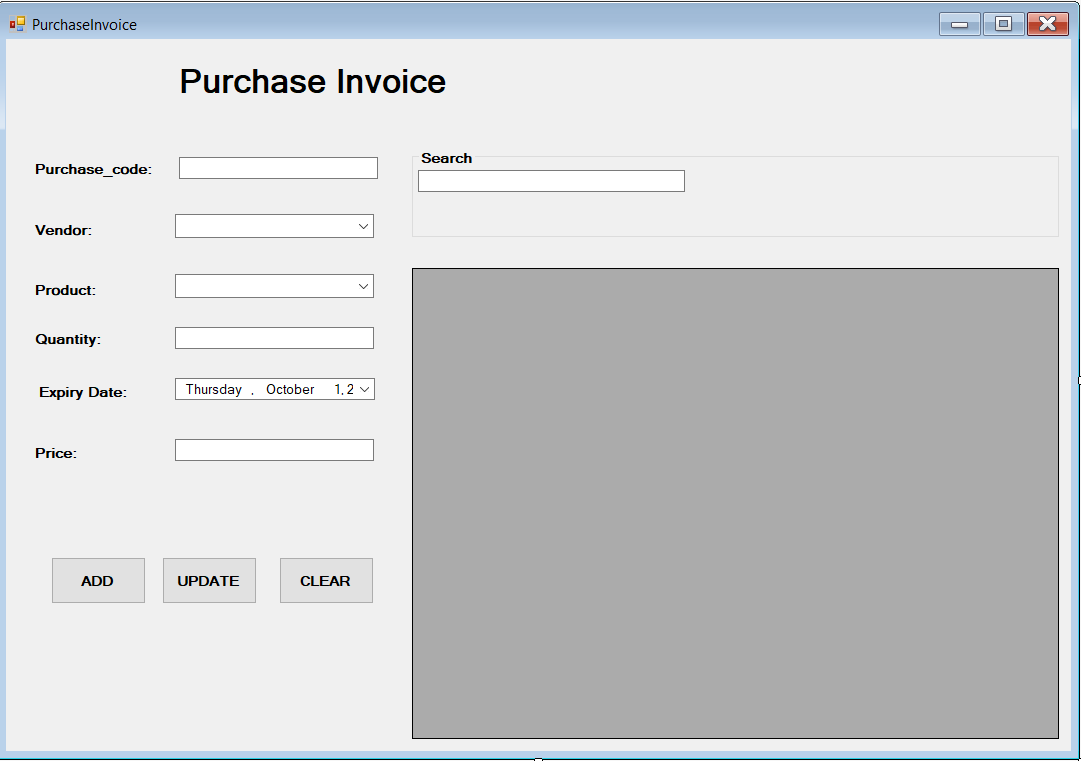 PurchaseInvoice
Purchase Invoice
Purchase_code:
Search
Vendor:
Product:
Quantity:
Expiry Date:
Thursday , October 1, 2
Price:
ADD
UPDATE
CLEAR